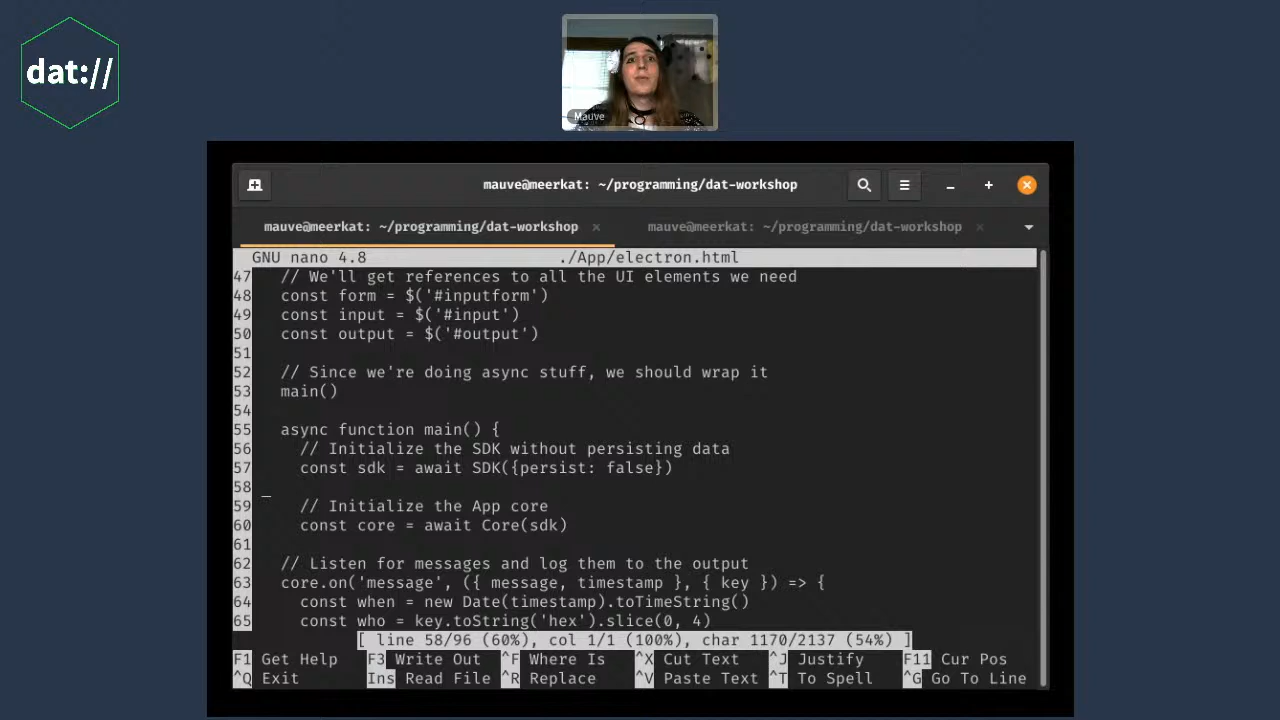 dat://
Mauve
mauve@meerkat: ~/programming/dat-workshop
mauve@meerkat: ~/programming/dat-workshop × mauve@meerkat: ~/programming/dat-workshop ×
GNU nano 4.8 ./App/electron.html
47 // We'll get references to all the UI elements we need
48 const form = $('#inputform')
49 const input = $('#input')
50 const output = $('#output')
51
52 // Since we're doing async stuff, we should wrap it
53 main()
54
55 async function main() {
56 // Initialize the SDK without persisting data
57 const sdk = await SDK({persist: false})
58 _
59 // Initialize the App core
60 const core = await Core(sdk)
61
62 // Listen for messages and log them to the output
63 core.on('message', ({ message, timestamp }, { key }) => {
64 const when = new Date(timestamp).toTimeString()
65 const who = key.toString('hex').slice(0, 4)
[ line 58/96 (60%), col 1/1 (100%), char 1170/2137 (54%) ]
F1 Get Help F3 Write Out ^F Where Is ^X Cut Text ^J Justify F11 Cur Pos
^Q Exit Ins Read File ^R Replace ^V Paste Text ^T To Spell ^G Go To Line